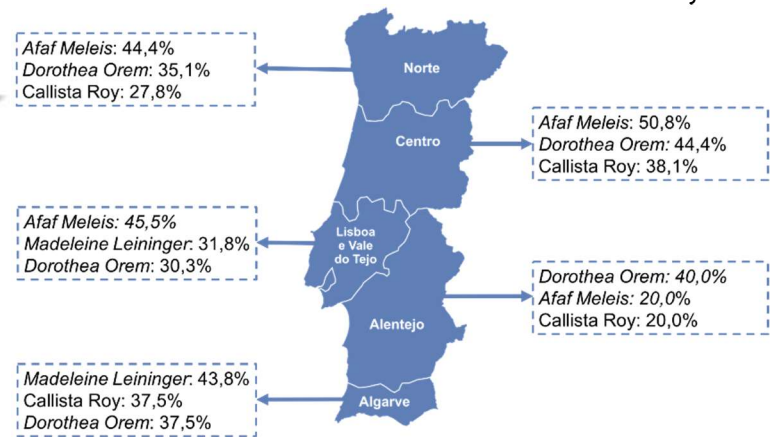 Afaf Meleis: 44,4%
Dorothea Orem: 35,1%
Callista Roy: 27,8%
Norte
Centro
Afaf Meleis: 50,8%
Dorothea Orem: 44,4%
Callista Roy: 38,1%
Afaf Meleis: 45,5%
Madeleine Leininger: 31,8%
Dorothea Orem: 30,3%
Lisboa
e Vale
do Tejo
Dorothea Orem: 40,0%
Afaf Meleis: 20,0%
Callista Roy: 20,0%
Alentejo
Madeleine Leininger: 43,8%
Callista Roy: 37,5%
Dorothea Orem: 37,5%
Algarve